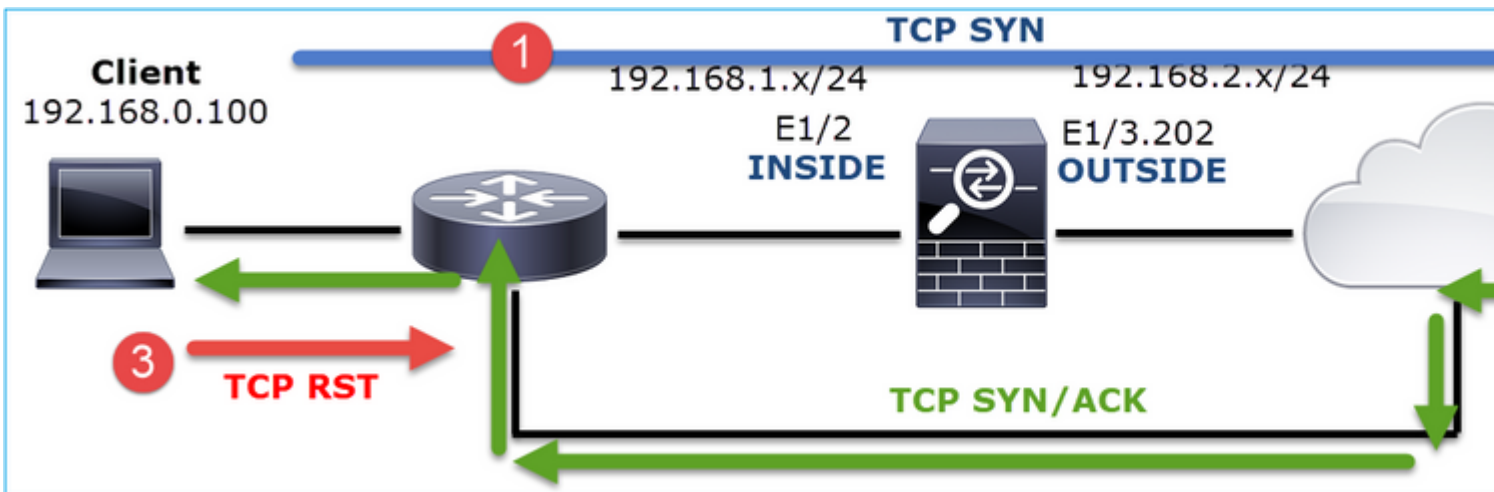 TCP SYN
1
Client
192.168.0.100
192.168.1.x/24
192.168.2.x/24
E1/2
INSIDE
E1/3.202
OUTSIDE
3
TCP RST
TCP SYN/ACK